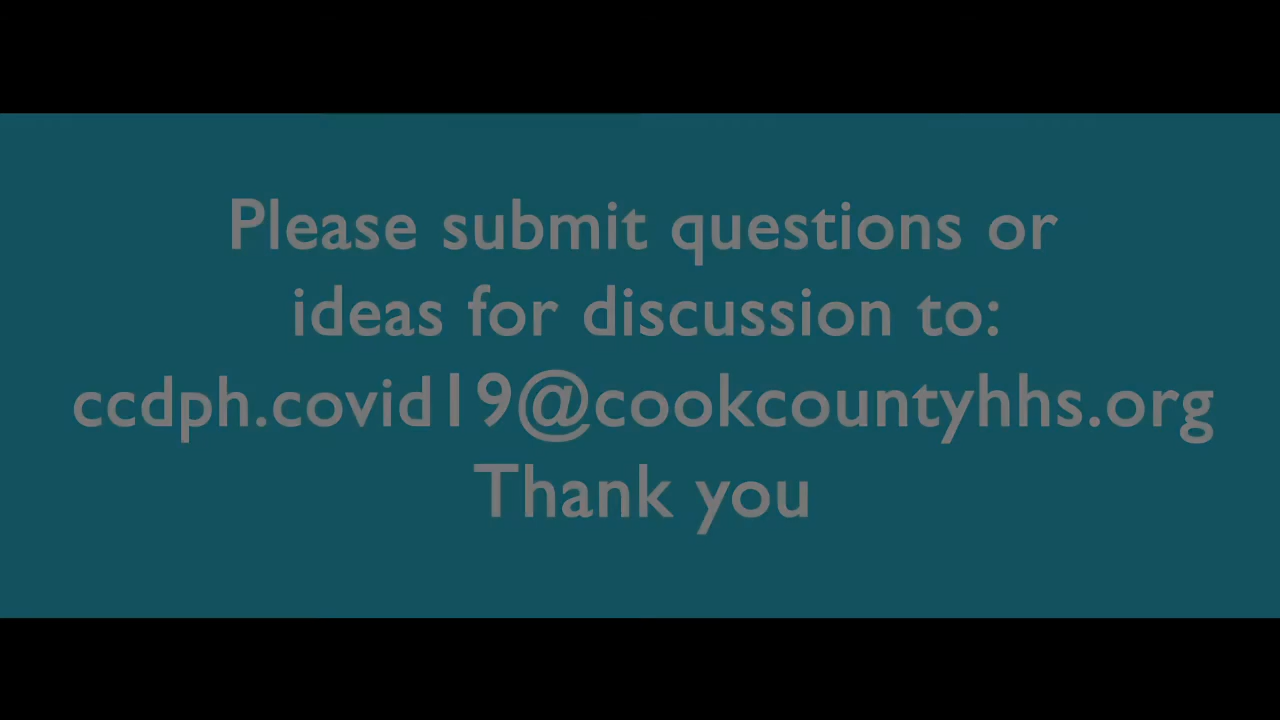 Please submit questions or
ideas for discussion to:
ccdph.covid19@cookcountyhhs.org
Thank you